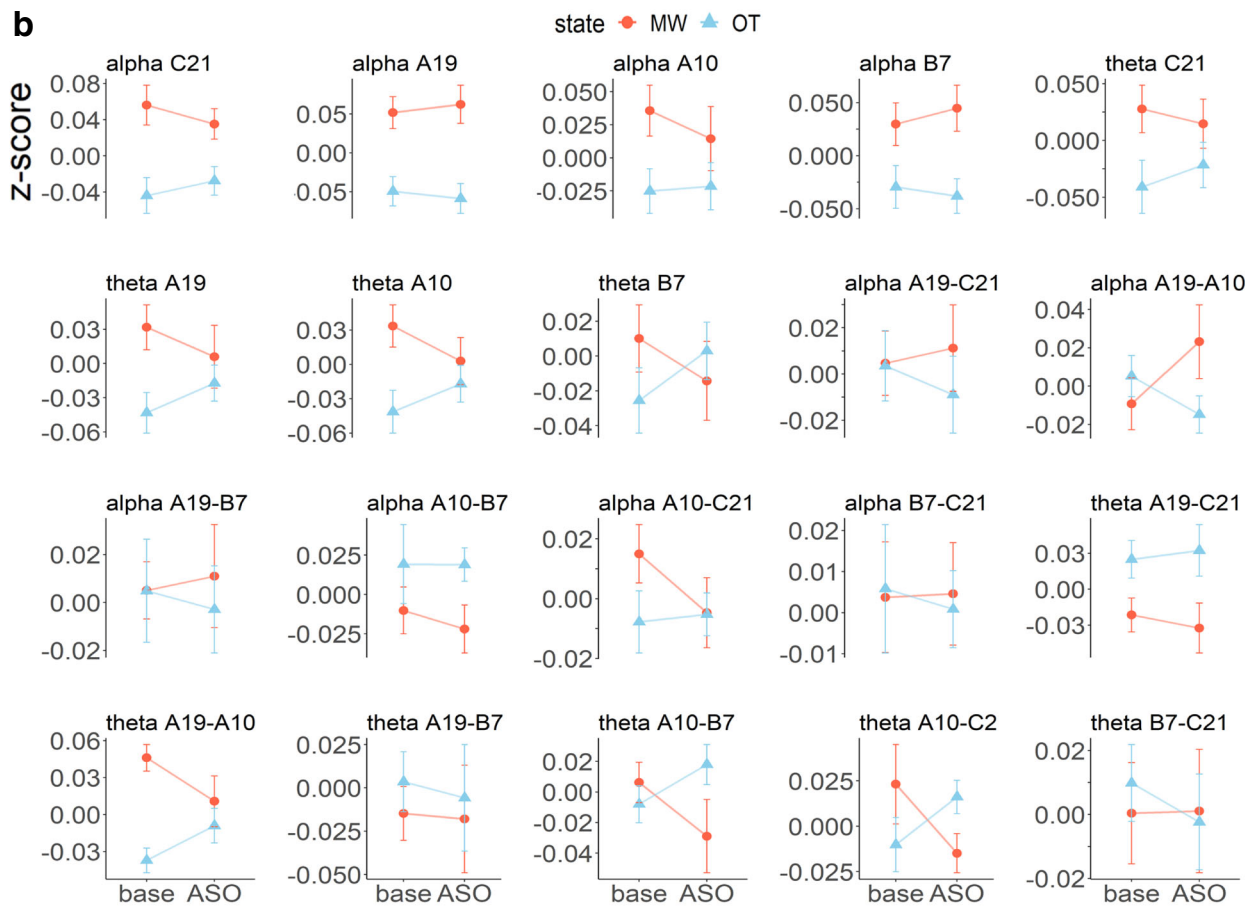 b
state MW OT
alpha C21 alpha A19 alpha A10 alpha B7 theta C21
z-score
0.08 0.04 0.00 -0.04
0.05 0.00 .05
0.050 0.025 0.000 -0.025
0.050 0.000 -0.050
0.050 0.000 -0.050
theta A19 theta A10 theta B7 alpha A19-C21 alpha A19-A10
0.03 0.00 -0.03 -0.06
0.03 0.00 -0.03 -0.06
0.02 0.00 -0.02 -0.04
0.02 0.00 -0.02
0.04 0.02 0.00 -0.02
alpha A19-B7 alpha A10-B7 alpha A10-C21 alpha B7-C21 theta A19-C21
0.02 0.00 -0.02
0.025 0.000 -0.025
0.02 0.00 -0.02
0.02 0.01 0.00 -0.01
0.03 0.00 -0.03
theta A19-A10 theta A19-B7 theta A10-B7 theta A10-C2 theta B7-C21
0.06 0.03 0.00 -0.03
0.025 0.000 -0.025 -0.050
0.02 0.00 -0.02 -0.04
0.025 0.000 -0.025
0.02 0.00 -0.02
base ASO base ASO base ASO base ASO base ASO